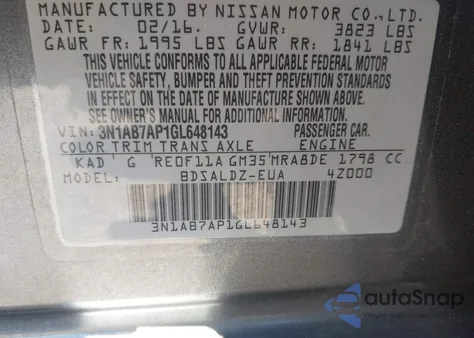 MANUFACTURED BY NISSAN MOTOR CO., LTD.
DATE: 02/16. GVWR: 3823 LBS
GAWR FR: 1995 LBS GAWR RR: 1841 LBS
THIS VEHICLE CONFORMS TO ALL APPLICABLE FEDERAL MOTOR
VEHICLE SAFETY, BUMPER AND THEFT PREVENTION STANDARDS
IN EFFECT ON THE DATE OF MANUFACTURE SHOWN ABOVE.
SEE OWNER'S MANUAL FOR ADDITIONAL INFORMATION.
VIN: 3N1AB7AP1GL648143 PASSENGER CAR.
COLOR TRIM TRANS AXLE ENGINE
KAD G RE0F11A GM35 MRA8DE 1798 CC
MODEL: BDSALDZ-EUA 4Z000
3N1AB7AP1GL648143
autoSnap